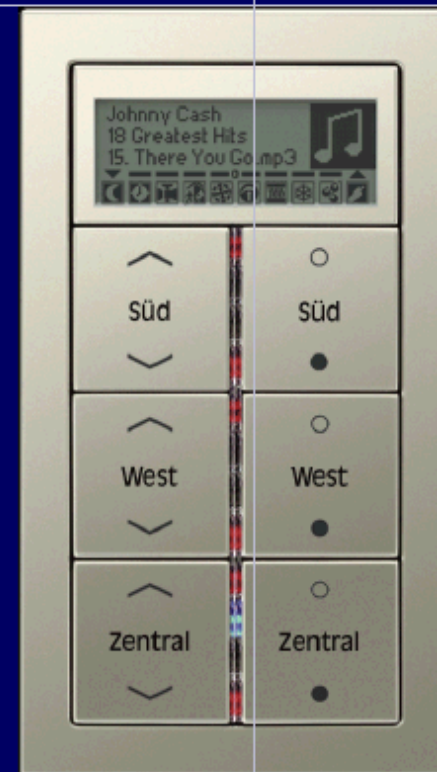 Johnny Cash
18 Greatest Hits
15. There You Go.mp3
Süd Süd
West West
Zentral Zentral